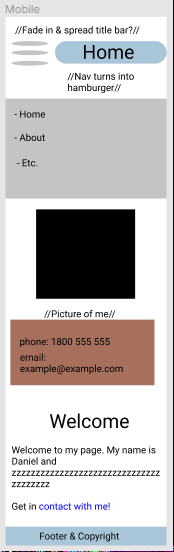 Mobile
//Fade in & spread title bar?//
Home
//Nav turns into
hamburger//
- Home
- About
- Etc.
//Picture of me//
phone: 1800 555 555
email:
example@example.com
Welcome
Welcome to my page. My name is
Daniel and
zzzzzzzzzzzzzzzzzzzzzzzzzzzzzzz
zzzzzzzz
Get in contact with me!
Footer & Copyright